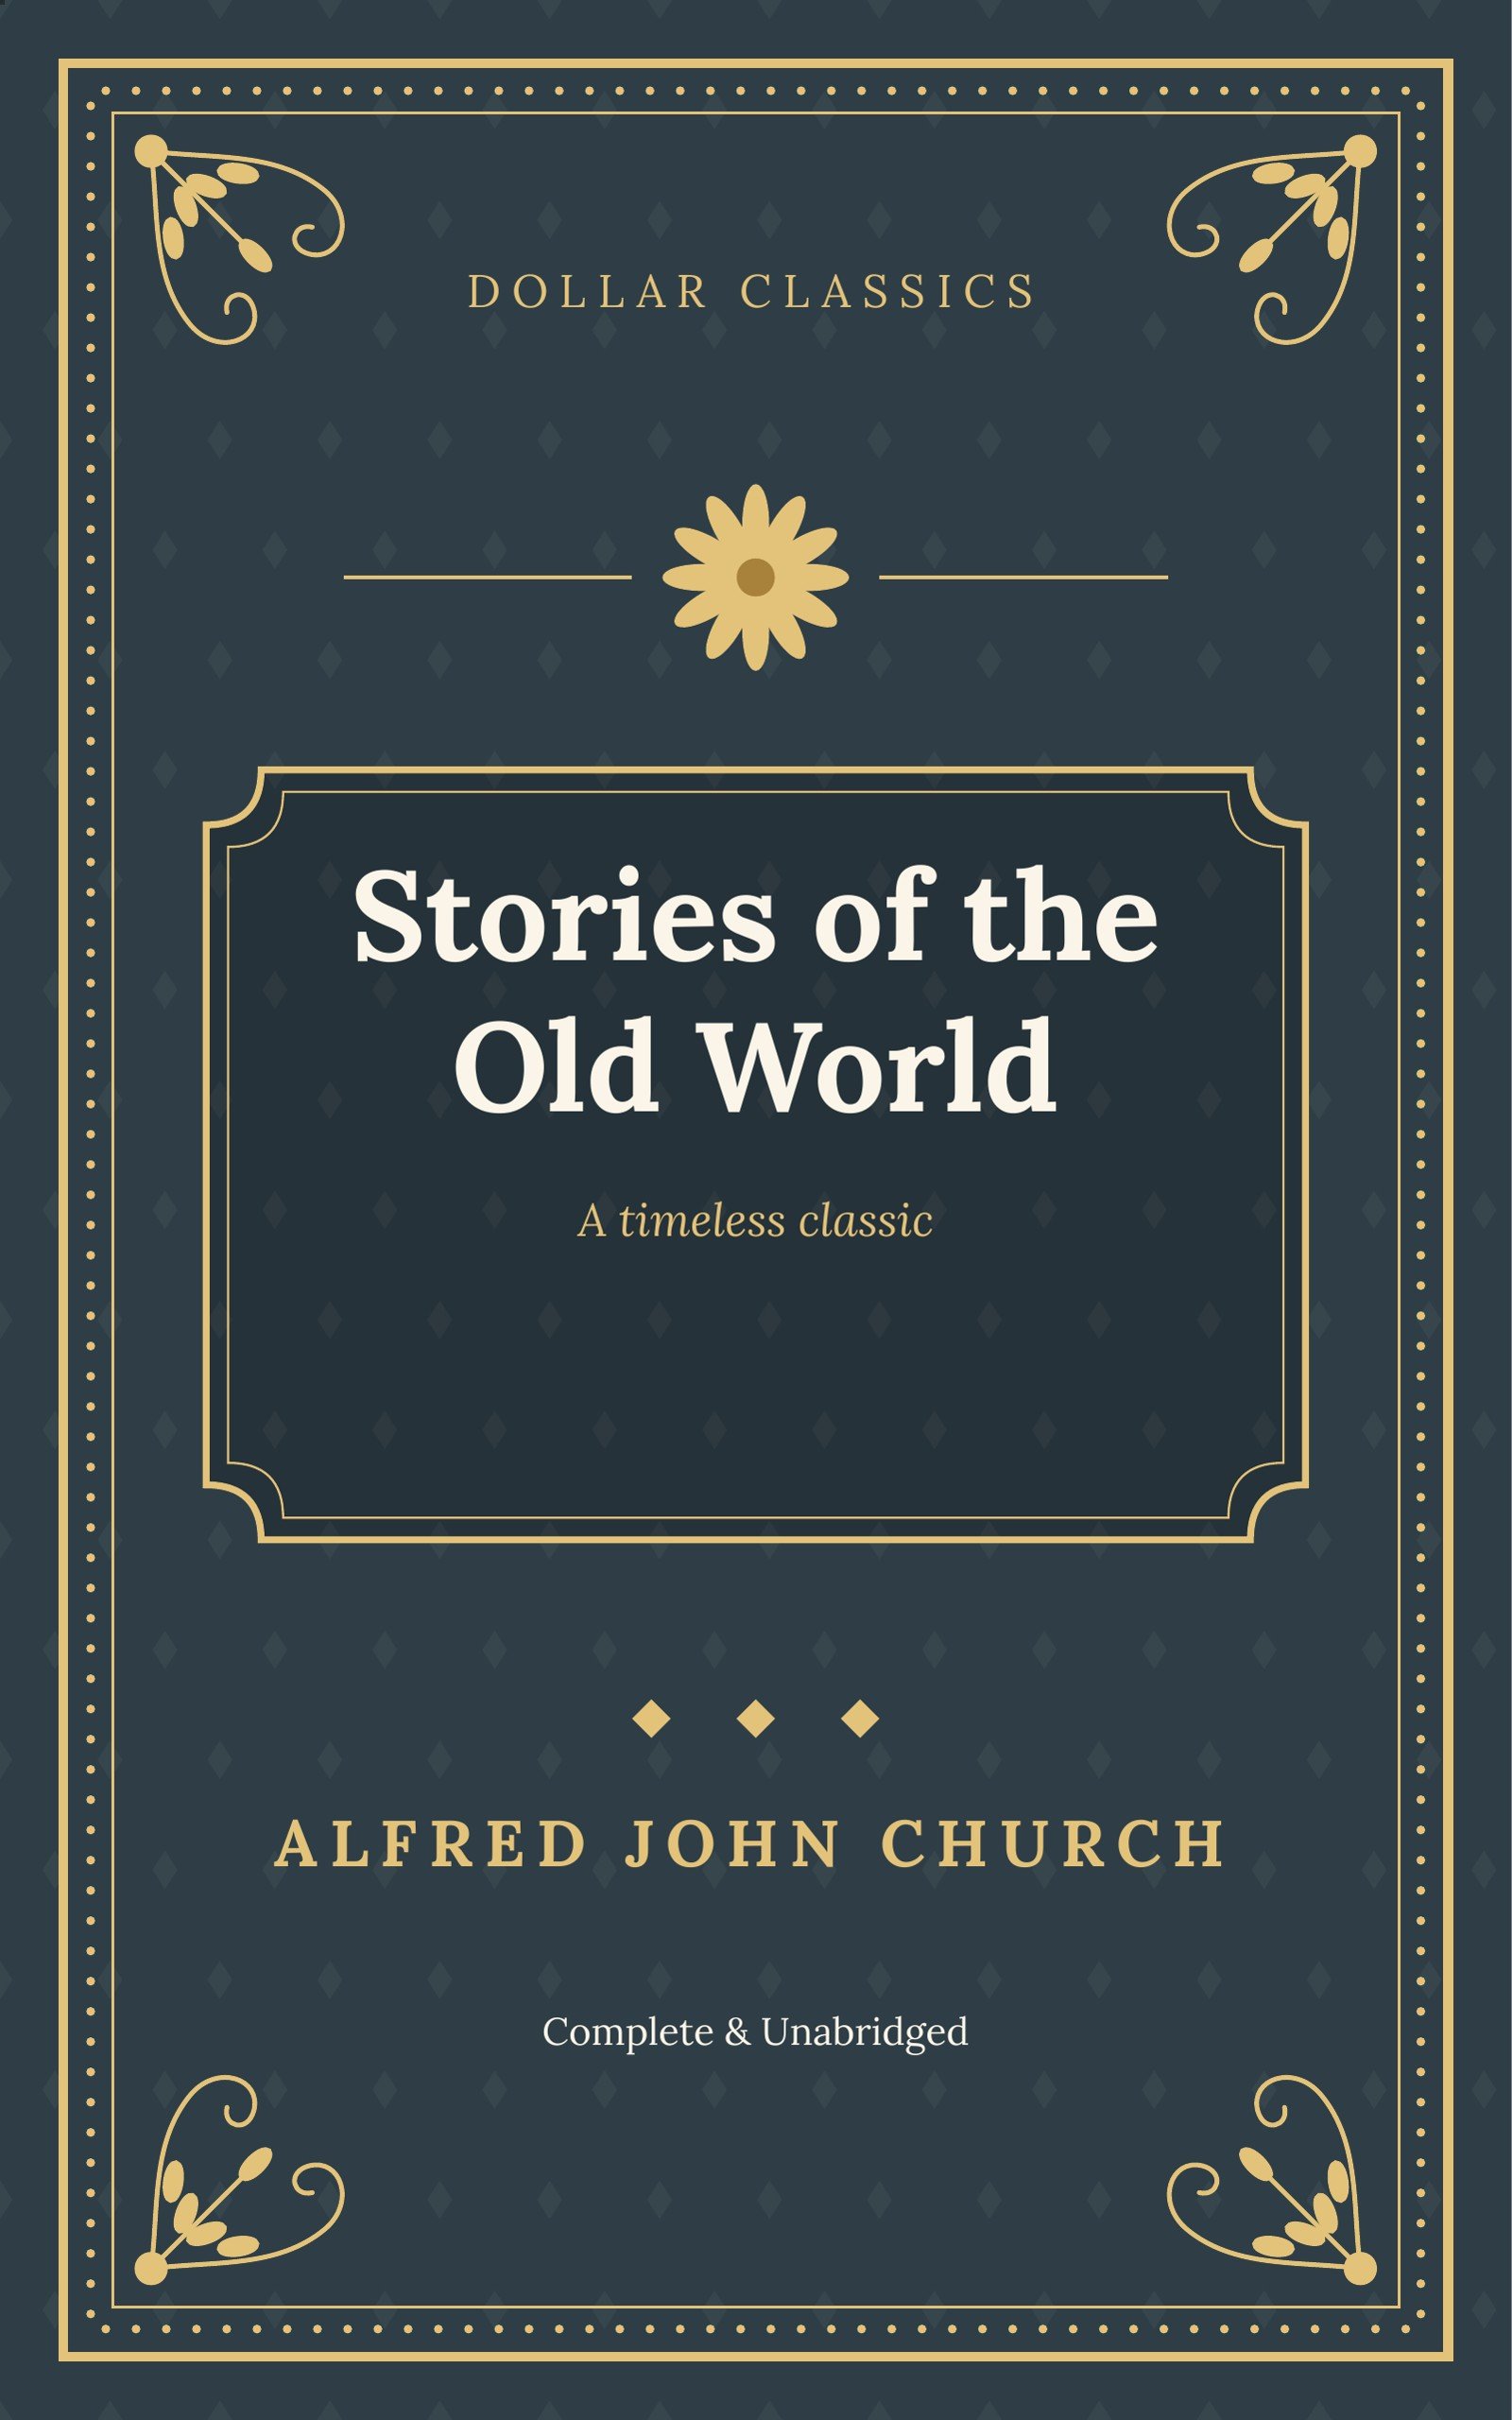 DOLLAR CLASSICS
Stories of the
Old World
A timeless classic
ALFRED JOHN CHURCH
Complete & Unabridged